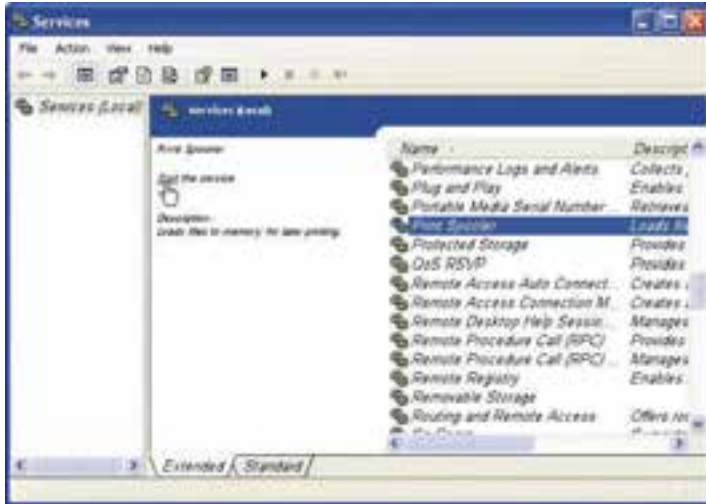 Services
File Action View Help
Services (Local)
Services (Local)
Print Spooler
Start the service
Description:
Loads files to memory for later printing.
Name Descript
Performance Logs and Alerts Collects
Plug and Play Enables
Portable Media Serial Number Retrieves
Print Spooler Loads file
Protected Storage Provides
QoS RSVP Provides
Remote Access Auto Connect... Creates
Remote Access Connection M... Creates
Remote Desktop Help Sessio... Manages
Remote Procedure Call (RPC) Provides
Remote Procedure Call (RPC) ... Manages
Remote Registry Enables
Removable Storage
Routing and Remote Access Offers rou
Extended Standard